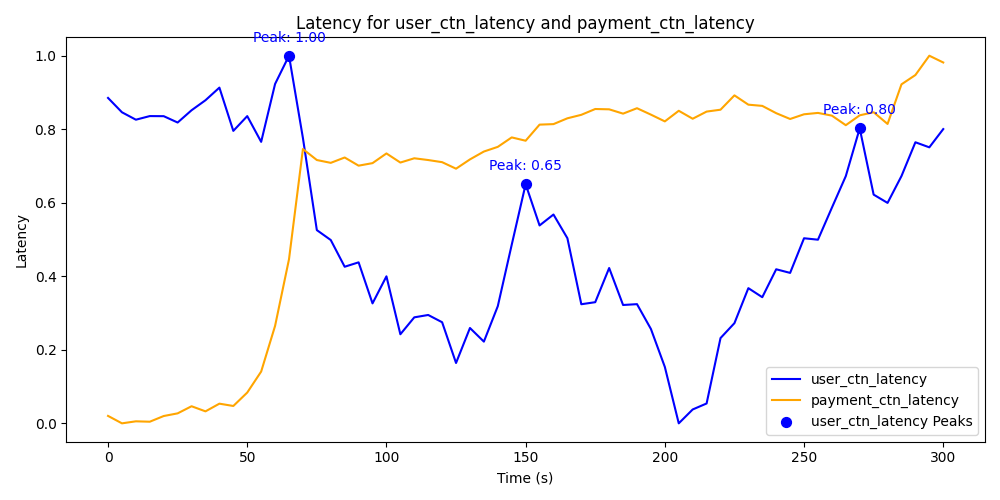 Latency for user_ctn_latency and payment_ctn_latency
Peak: 1.00
Peak: 0.65
Peak: 0.80
Latency
1.0
0.8
0.6
0.4
0.2
0.0
0 50 100 150 200 250 300
Time (s)
user_ctn_latency
payment_ctn_latency
user_ctn_latency Peaks